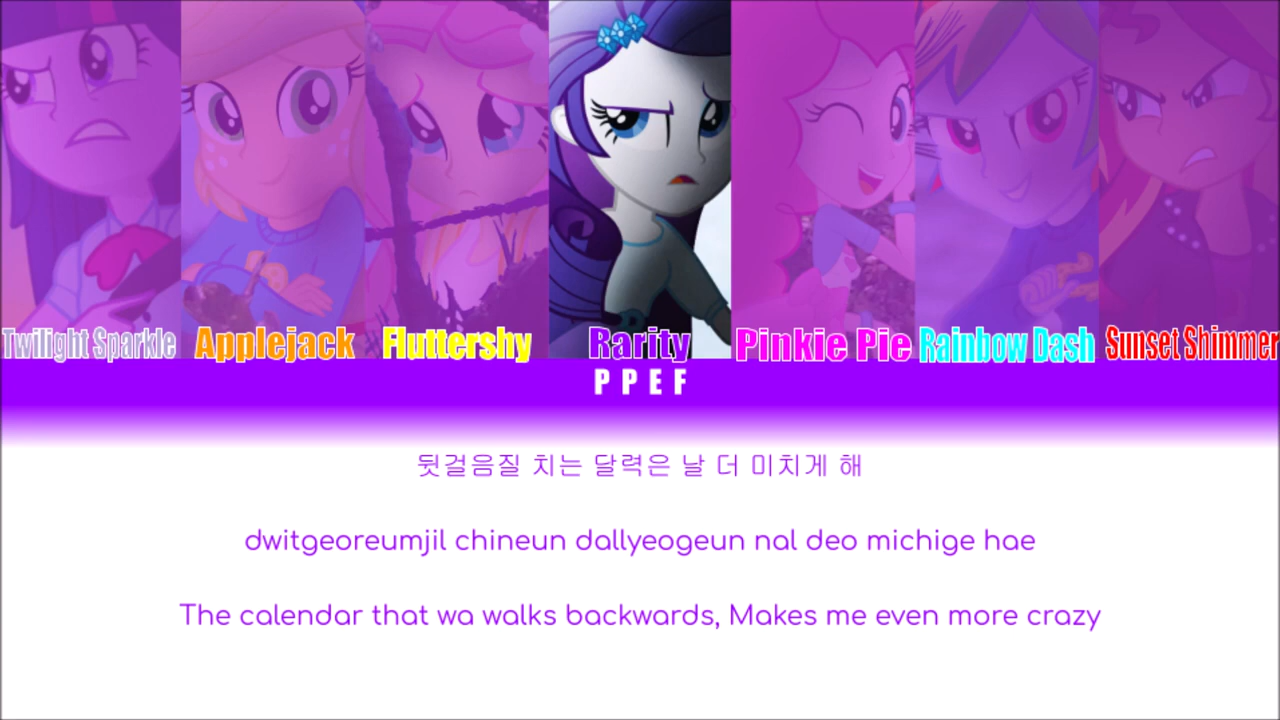 Twilight Sparkle Applejack Fluttershy Rarity Pinkie Pie Rainbow Dash Sunset Shimmer
PPEF
뒷걸음질 치는 달력은 날 더 미치게 해
dwitgeoreumjil chineun dallyeogeun nal deo michige hae
The calendar that wa walks backwards, Makes me even more crazy